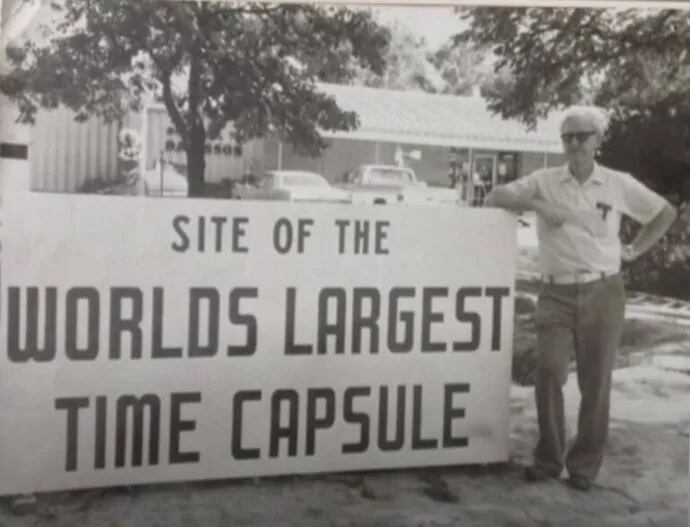 SITE OF THE
WORLDS LARGEST
TIME CAPSULE